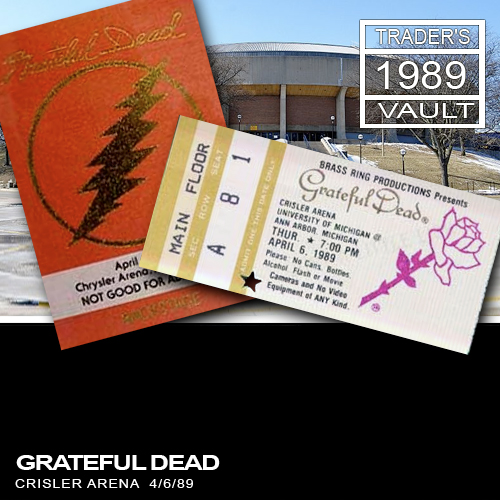 TRADER'S
1989
VAULT
The
Grateful Dead
April
Chrysler Arena
NOT GOOD FOR
BACKSTAGE
MAIN FLOOR
SEC ROW SEAT
A 8 1
ADMIT ONE THIS DATE ONLY
BRASS RING PRODUCTIONS Presents
Grateful Dead®
CRISLER ARENA
UNIVERSITY OF MICHIGAN @
ANN ARBOR, MICHIGAN
THUR. ★ 7:00 PM
APRIL 6, 1989
Please: No Cans, Bottles
Alcohol, Flash or Movie
Cameras and No Video
Equipment of ANY Kind.
GRATEFUL DEAD
CRISLER ARENA 4/6/89